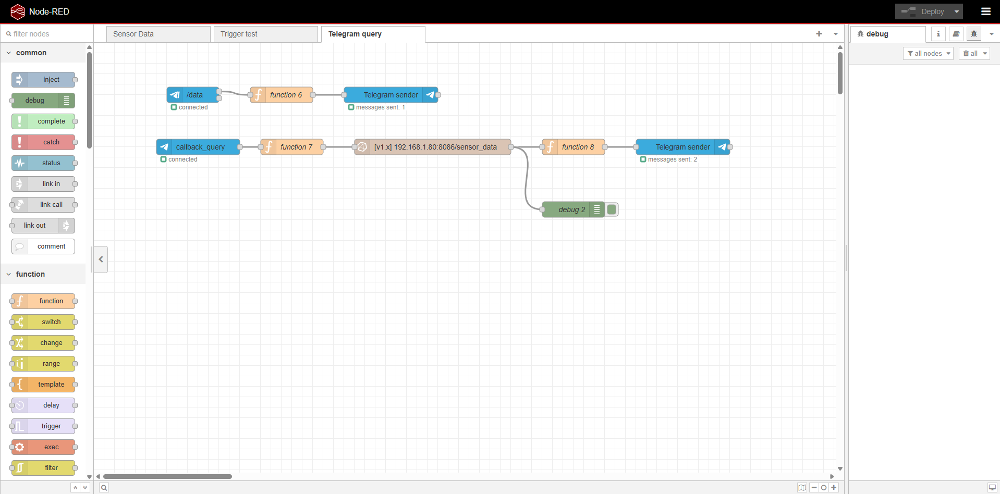 Node-RED
Deploy
filter nodes
Sensor Data
Trigger test
Telegram query
debug
i
all nodes
all
common
inject
debug
complete
catch
status
link in
link call
link out
comment
function
function
switch
change
range
template
delay
trigger
exec
filter
/data
connected
function 6
Telegram sender
messages sent: 1
callback_query
connected
function 7
[v1.x] 192.168.1.80:8086/sensor_data
function 8
Telegram sender
messages sent: 2
debug 2